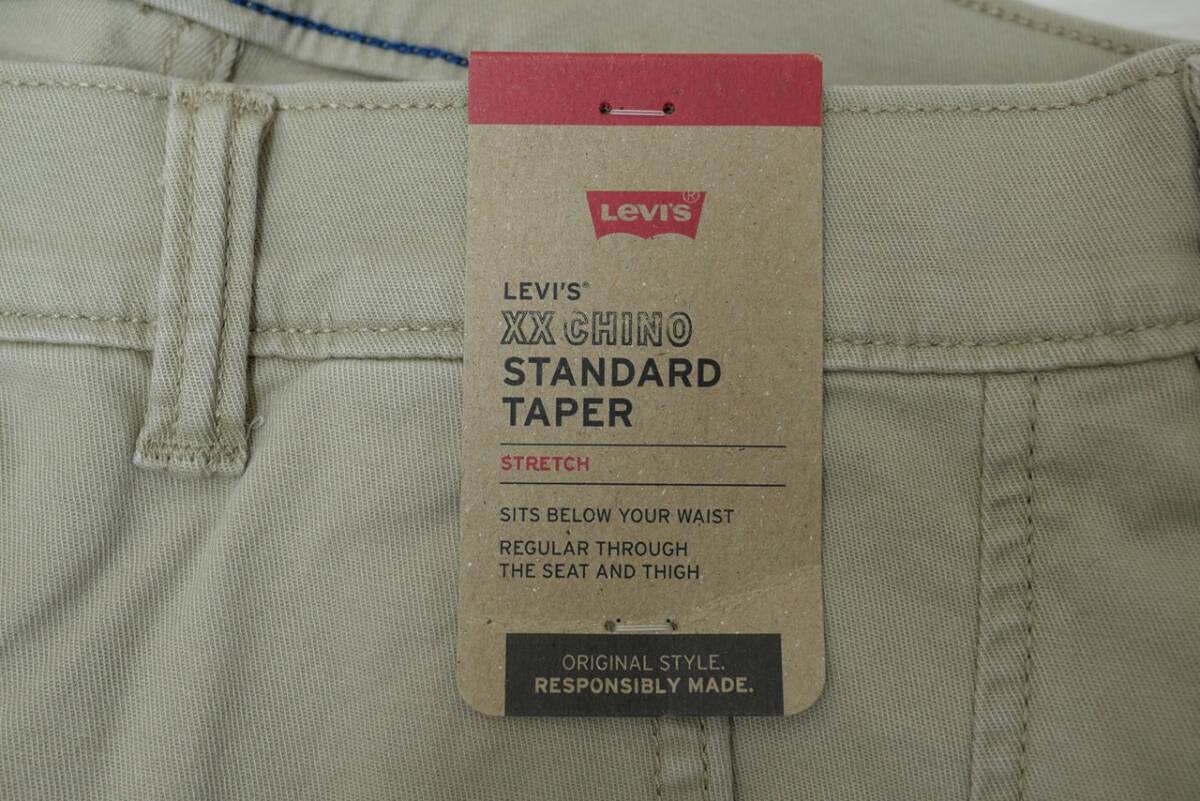 LEVI'S®
LEVI'S®
XX CHINO
STANDARD
TAPER
STRETCH
SITS BELOW YOUR WAIST
REGULAR THROUGH
THE SEAT AND THIGH
ORIGINAL STYLE.
RESPONSIBLY MADE.